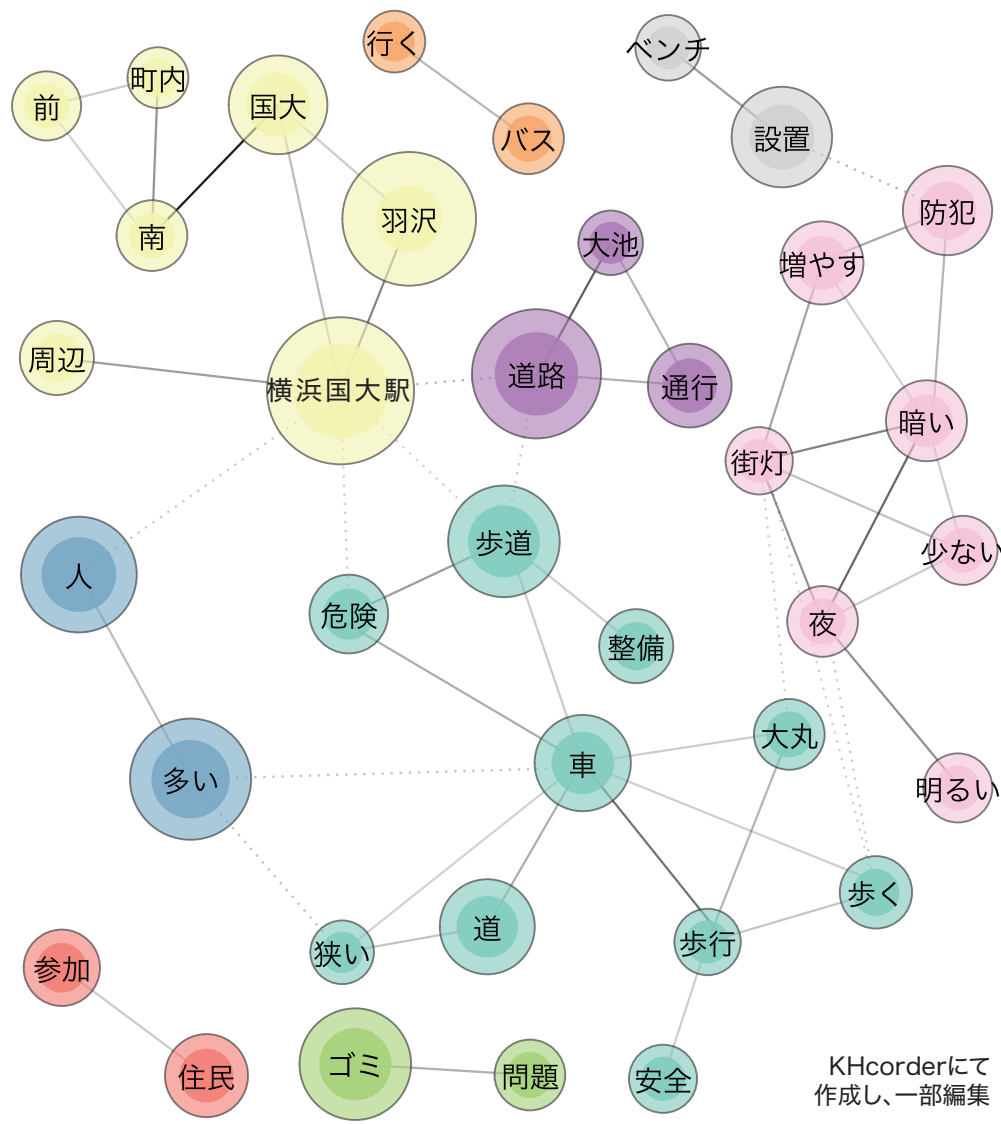 行く
ベンチ
前
町内
国大
バス
設置
南
羽沢
大池
防犯
増やす
周辺
横浜国大駅
道路
通行
暗い
街灯
歩道
少ない
人
危険
整備
夜
多い
車
大丸
明るい
歩く
狭い
道
歩行
参加
住民
ゴミ
問題
安全
KHcorderにて
作成し、一部編集